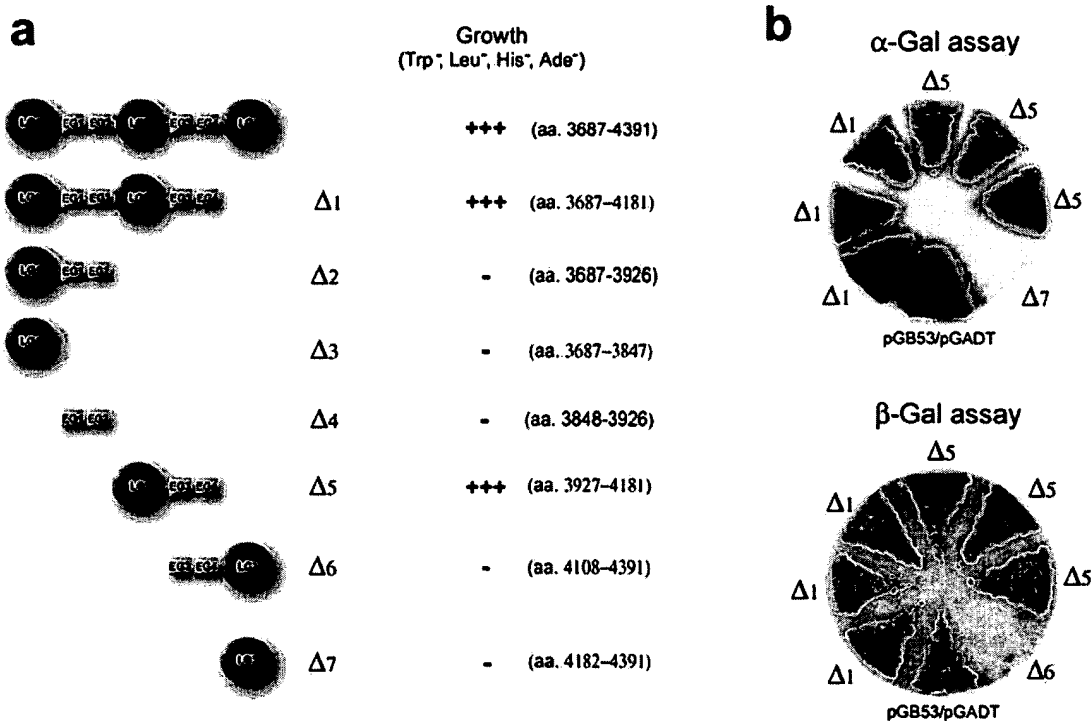 a
Growth
(Trp-, Leu-, His-, Ade-)
+++ (aa. 3687-4391)
Δ1 +++ (aa. 3687-4181)
Δ2 - (aa. 3687-3926)
Δ3 - (aa. 3687-3847)
Δ4 - (aa. 3848-3926)
Δ5 +++ (aa. 3927-4181)
Δ6 - (aa. 4108-4391)
Δ7 - (aa. 4182-4391)
b
α-Gal assay
Δ5
Δ1
Δ5
Δ1
Δ5
Δ1
Δ7
pGB53/pGADT
β-Gal assay
Δ5
Δ1
Δ5
Δ1
Δ5
Δ1
Δ6
pGB53/pGADT